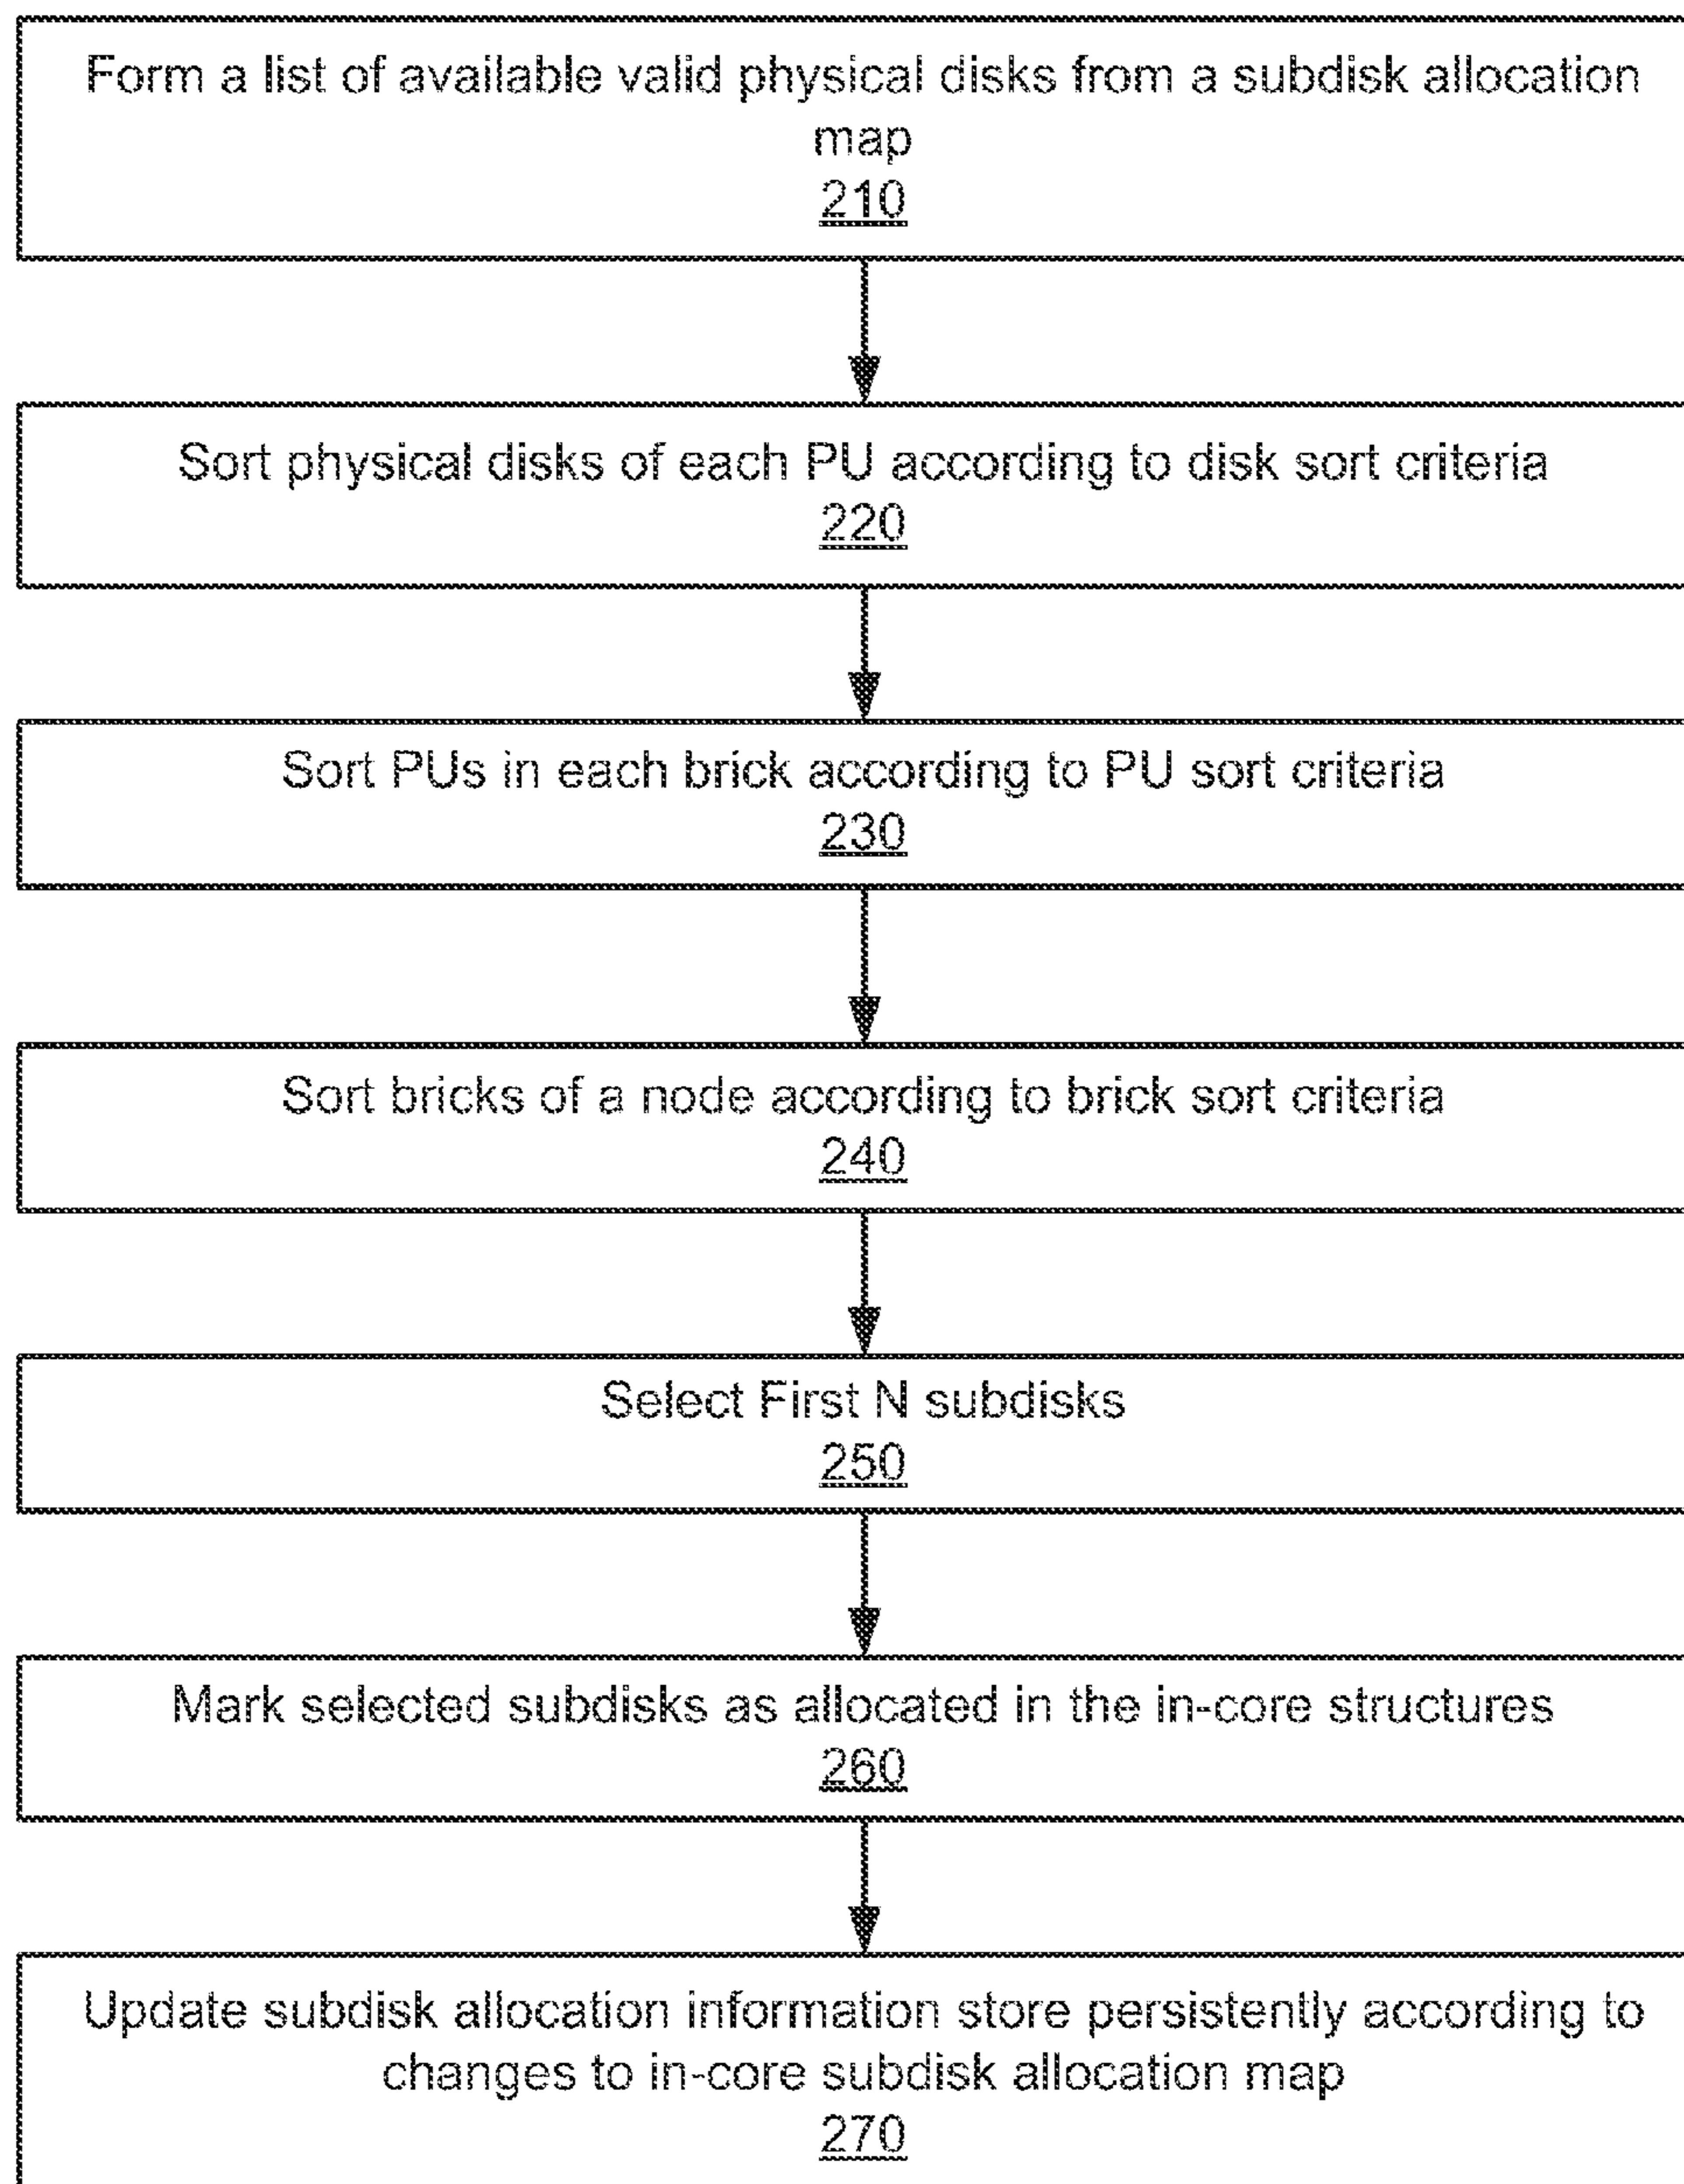 Form a list of available valid physical disks from a subdisk allocation
map
210
Sort physical disks of each PU according to disk sort criteria
220
Sort PUs in each brick according to PU sort criteria
230
Sort bricks of a node according to brick sort criteria
240
Select First N subdisks
250
Mark selected subdisks as allocated in the in-core structures
260
Update subdisk allocation information store persistently according to
changes to in-core subdisk allocation map
270